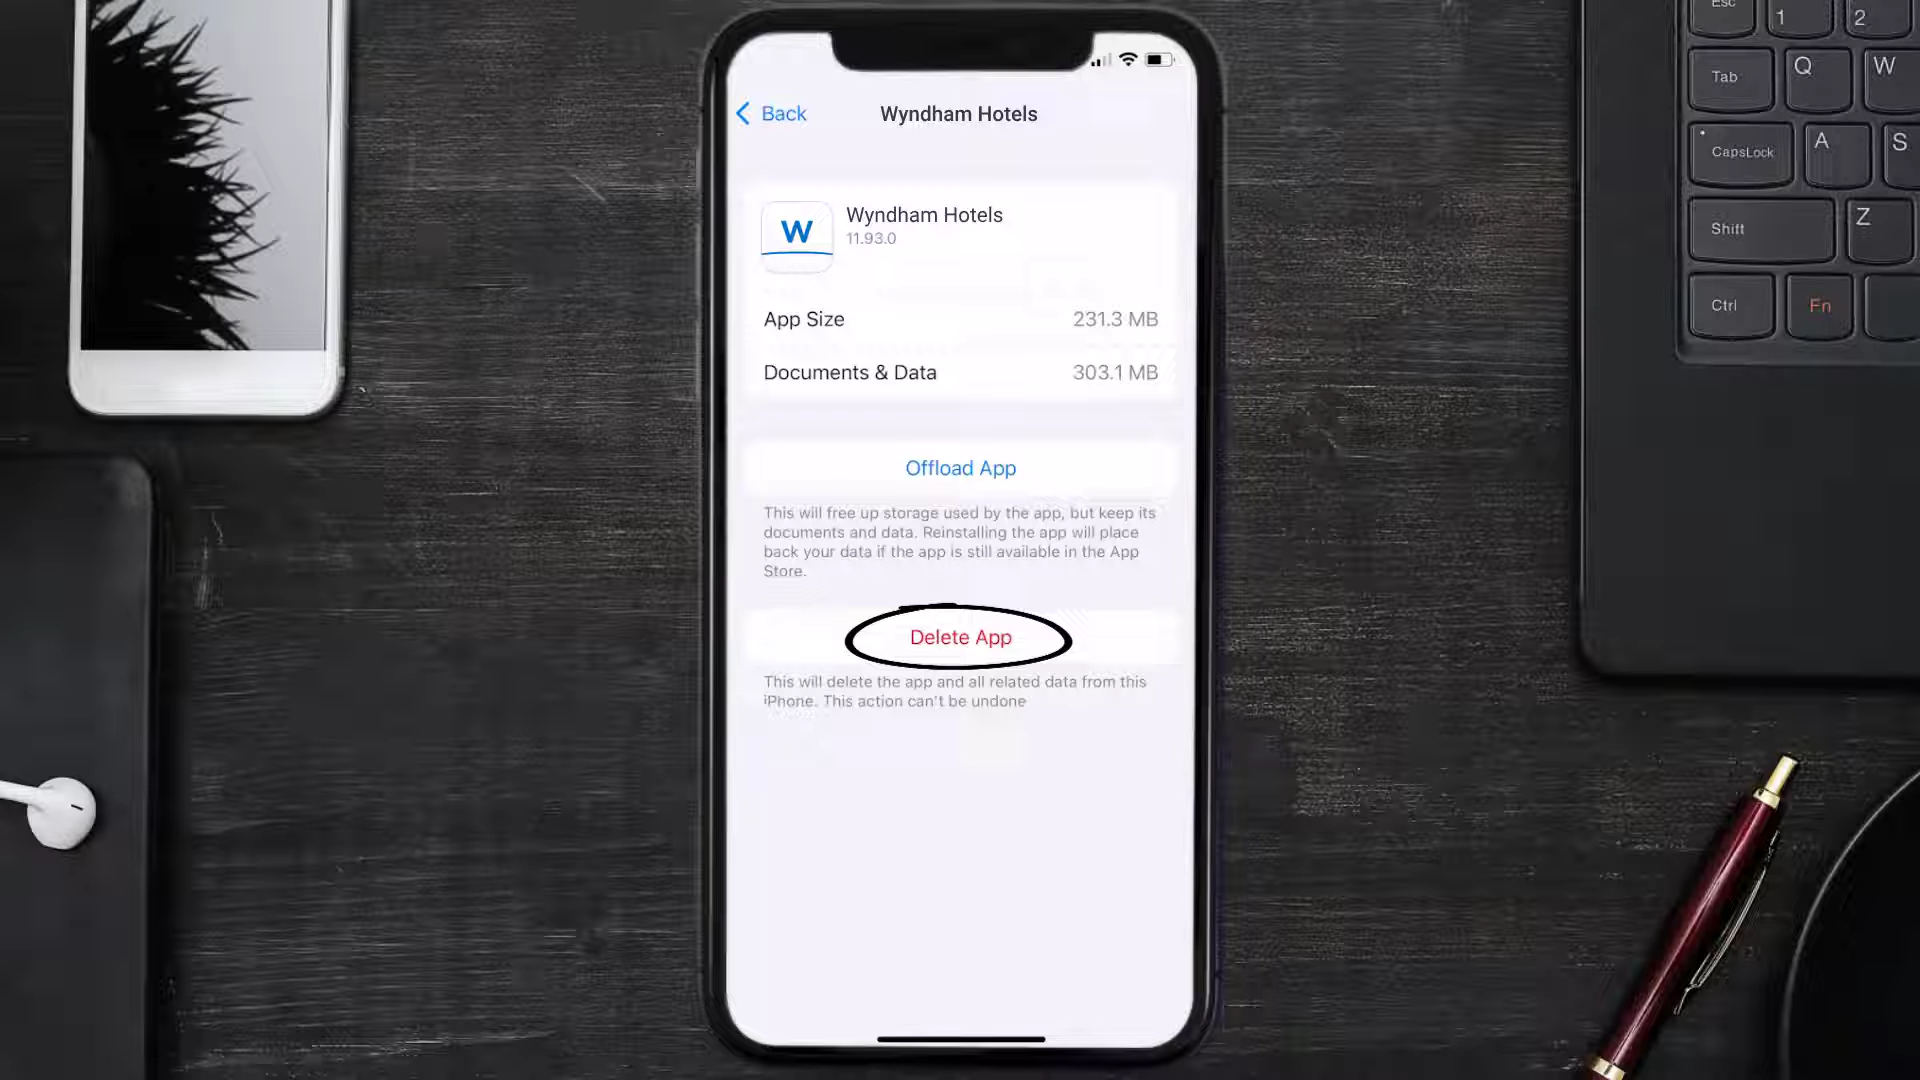 Back
Wyndham Hotels
W
Wyndham Hotels
11.93.0
App Size 231.3 MB
Documents & Data 303.1 MB
Offload App
This will free up storage used by the app, but keep its
documents and data. Reinstalling the app will place
back your data if the app is still available in the App
Store.
Delete App
This will delete the app and all related data from this
iPhone. This action can't be undone
Esc 1 2
Tab Q W
CapsLock A S
Shift Z
Ctrl Fn